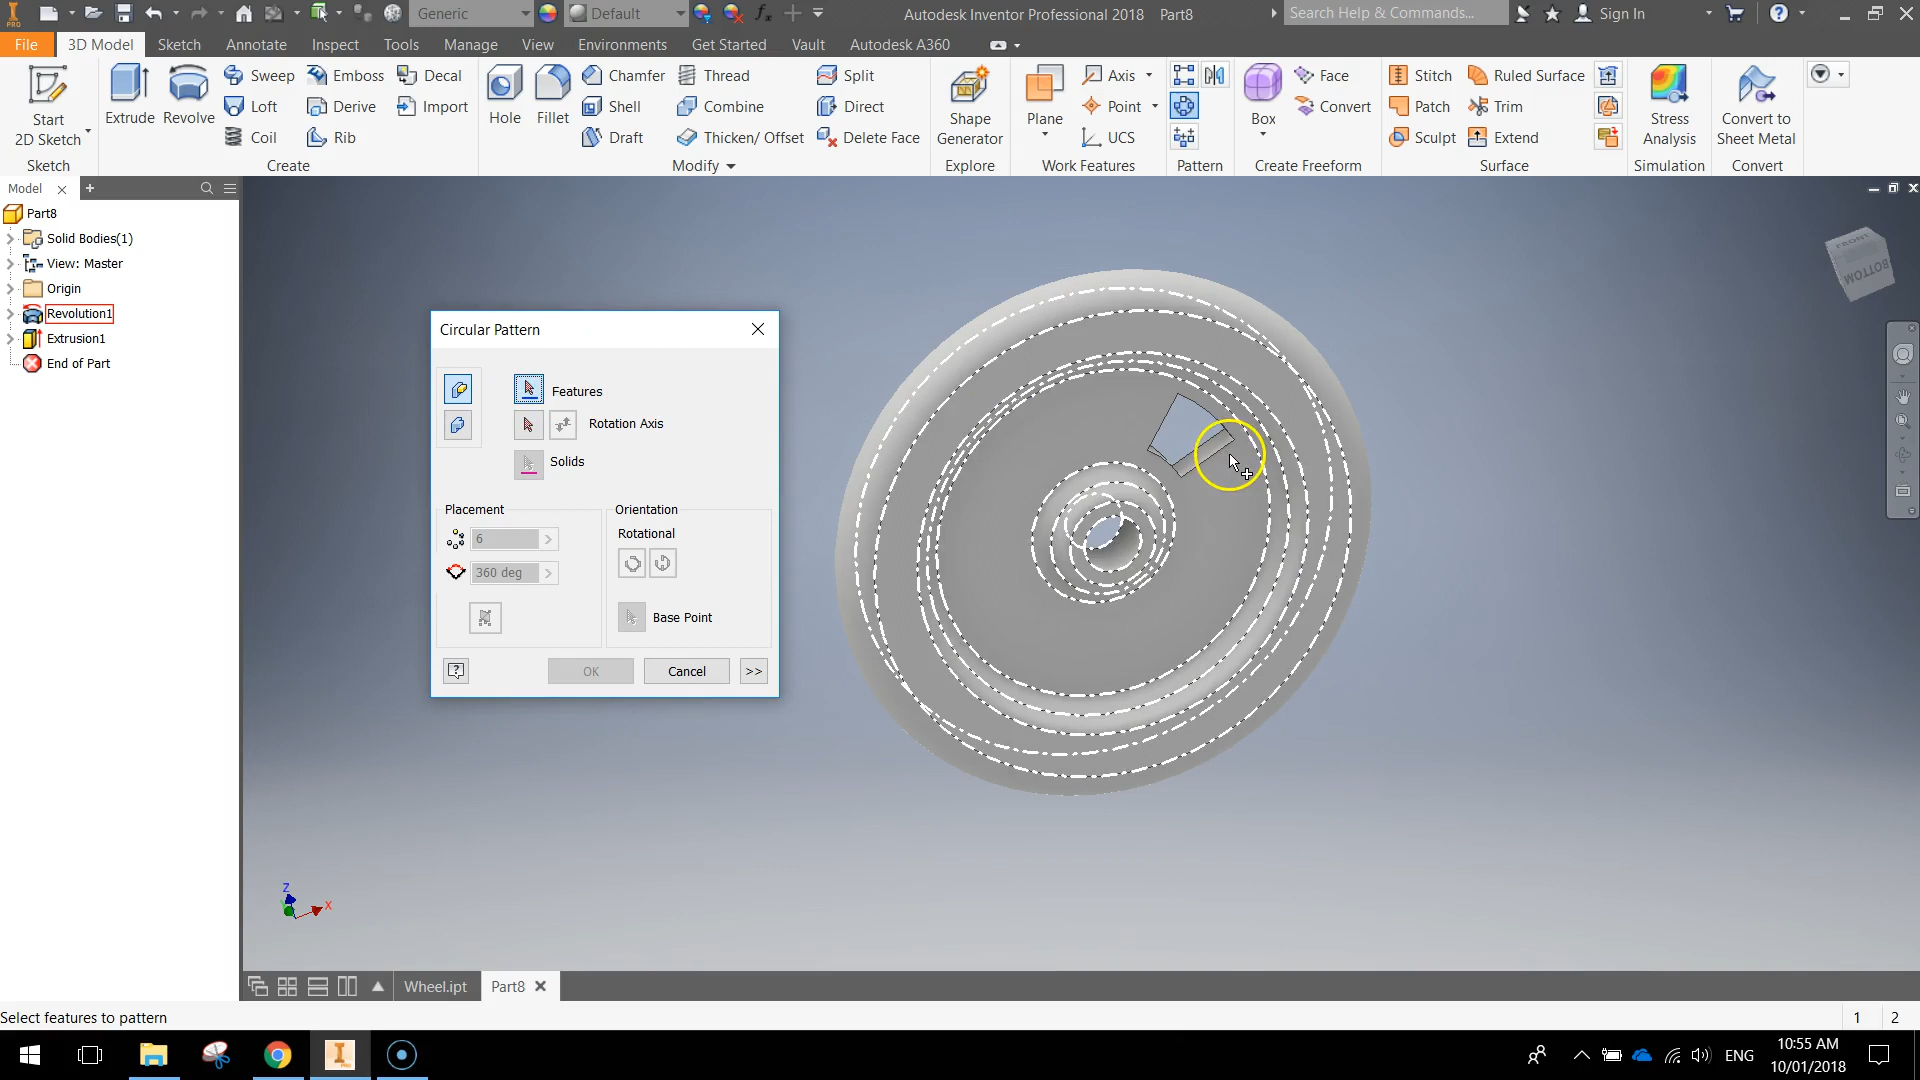 Generic
Default
Autodesk Inventor Professional 2018 Part8
Search Help & Commands...
Sign In
PRO
File
3D Model
Sketch
Annotate
Inspect
Tools
Manage
View
Environments
Get Started
Vault
Autodesk A360
Start
2D Sketch
Sketch
Extrude
Revolve
Sweep
Loft
Coil
Emboss
Derive
Rib
Decal
Import
Create
Hole
Fillet
Chamfer
Shell
Draft
Thread
Combine
Thicken/ Offset
Split
Direct
Delete Face
Modify
Shape
Generator
Explore
Plane
Axis
Point
UCS
Work Features
Pattern
Box
Face
Convert
Create Freeform
Stitch
Patch
Sculpt
Ruled Surface
Trim
Extend
Surface
Stress
Analysis
Simulation
Convert to
Sheet Metal
Convert
Model
Part8
Solid Bodies(1)
View: Master
Origin
Revolution1
Extrusion1
End of Part
Circular Pattern
Features
Rotation Axis
Solids
Placement
6
360 deg
Orientation
Rotational
Base Point
OK
Cancel
>>
FRONT
BOTTOM
Z
X
Wheel.ipt
Part8
Select features to pattern
1
2
ENG
10:55 AM
10/01/2018